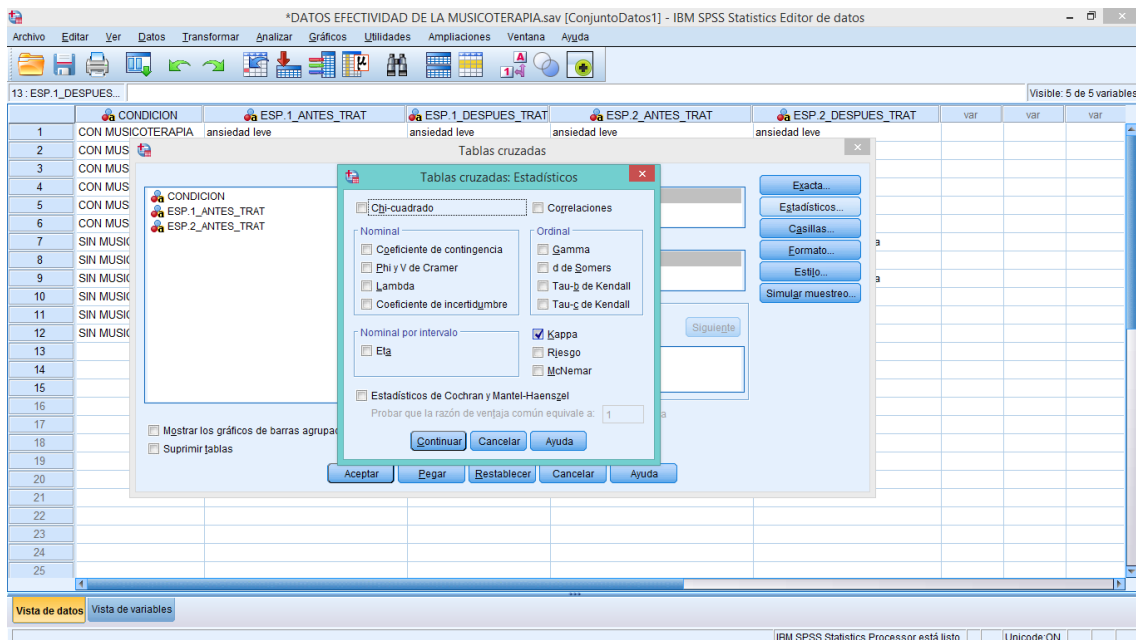 *DATOS EFECTIVIDAD DE LA MUSICOTERAPIA.sav [ConjuntoDatos1] - IBM SPSS Statistics Editor de datos
Archivo Editar Ver Datos Transformar Analizar Gráficos Utilidades Ampliaciones Ventana Ayuda
13 : ESP.1_DESPUES... Visible: 5 de 5 variables
CONDICION ESP.1_ANTES_TRAT ESP.1_DESPUES_TRAT ESP.2_ANTES_TRAT ESP.2_DESPUES_TRAT var var var
1 CON MUSICOTERAPIA ansiedad leve ansiedad leve ansiedad leve ansiedad leve
2 CON MUS
3 CON MUS
4 CON MUS
5 CON MUS
6 CON MUS
7 SIN MUSIC a
8 SIN MUSIC
9 SIN MUSIC a
10 SIN MUSIC
11 SIN MUSIC
12 SIN MUSIC
13
14
15
16
17
18
19
20
21
22
23
24
25
Tablas cruzadas
CONDICION
ESP.1_ANTES_TRAT
ESP.2_ANTES_TRAT
Exacta...
Estadísticos...
Casillas...
Formato...
Estilo...
Simular muestreo...
Siguiente
Mostrar los gráficos de barras agrupad
Suprimir tablas
Aceptar Pegar Restablecer Cancelar Ayuda
Tablas cruzadas: Estadísticos
Chi-cuadrado Correlaciones
Nominal
Coeficiente de contingencia
Phi y V de Cramer
Lambda
Coeficiente de incertidumbre
Ordinal
Gamma
d de Somers
Tau-b de Kendall
Tau-c de Kendall
Nominal por intervalo
Eta
Kappa
Riesgo
McNemar
Estadísticos de Cochran y Mantel-Haenszel
Probar que la razón de ventaja común equivale a: 1
Continuar Cancelar Ayuda
Vista de datos Vista de variables
IBM SPSS Statistics Processor está listo Unicode:ON